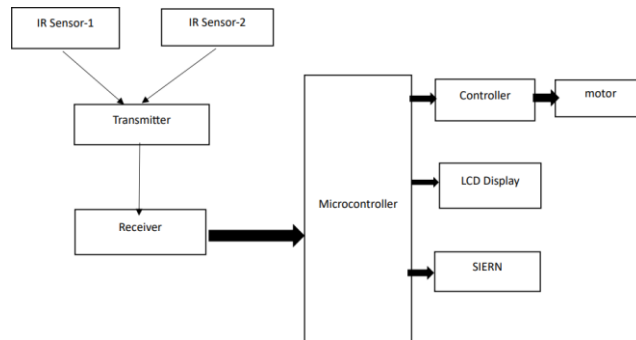 IR Sensor-1
IR Sensor-2
Transmitter
Receiver
Microcontroller
Controller
motor
LCD Display
SIERN